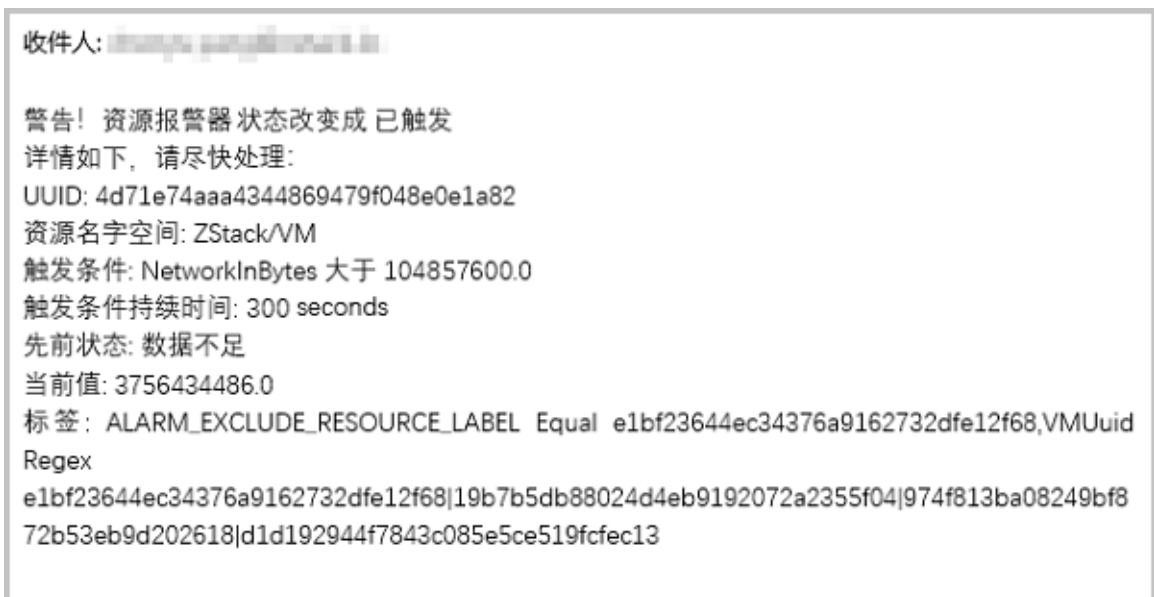 收件人:
警告！资源报警器 状态改变成 已触发
详情如下，请尽快处理：
UUID: 4d71e74aaa4344869479f048e0e1a82
资源名字空间: ZStack/VM
触发条件: NetworkInBytes 大于 104857600.0
触发条件持续时间: 300 seconds
先前状态: 数据不足
当前值: 3756434486.0
标签：ALARM_EXCLUDE_RESOURCE_LABEL Equal e1bf23644ec34376a9162732dfe12f68,VMUuid
Regex
e1bf23644ec34376a9162732dfe12f68|19b7b5db88024d4eb9192072a2355f04|974f813ba08249bf8
72b53eb9d202618|d1d192944f7843c085e5ce519fcfec13